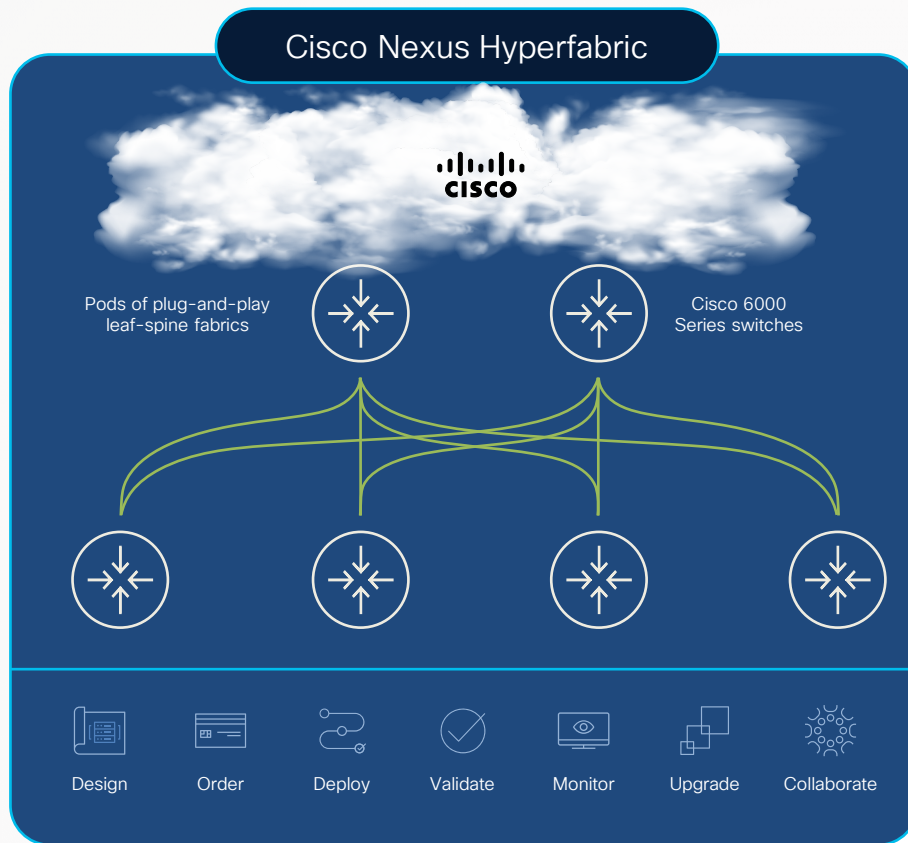 Cisco Nexus Hyperfabric
CISCO
Pods of plug-and-play
leaf-spine fabrics
Cisco 6000
Series switches
Design
Order
Deploy
Validate
Monitor
Upgrade
Collaborate